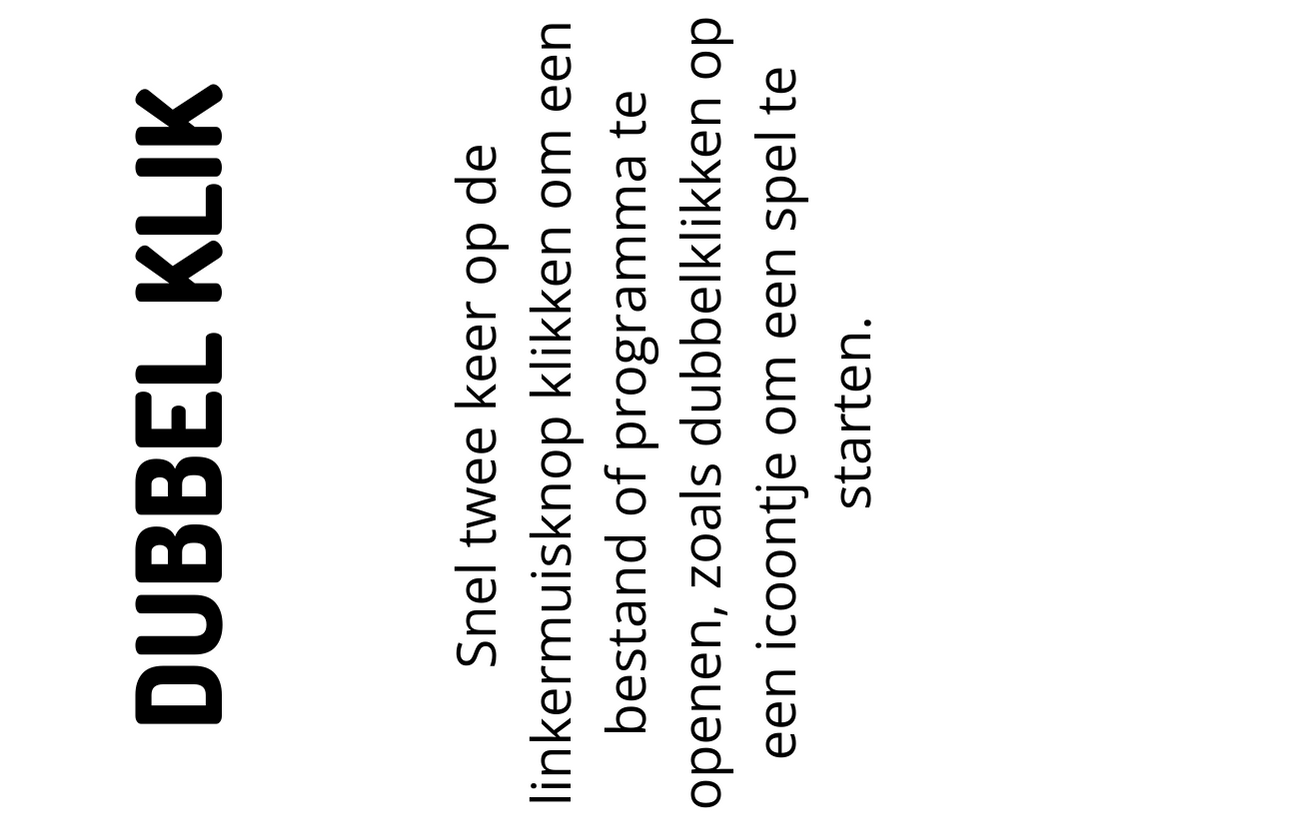 DUBBEL KLIK
Snel twee keer op de
linkermuisknop klikken om een
bestand of programma te
openen, zoals dubbelklikken op
een icoontje om een spel te
starten.